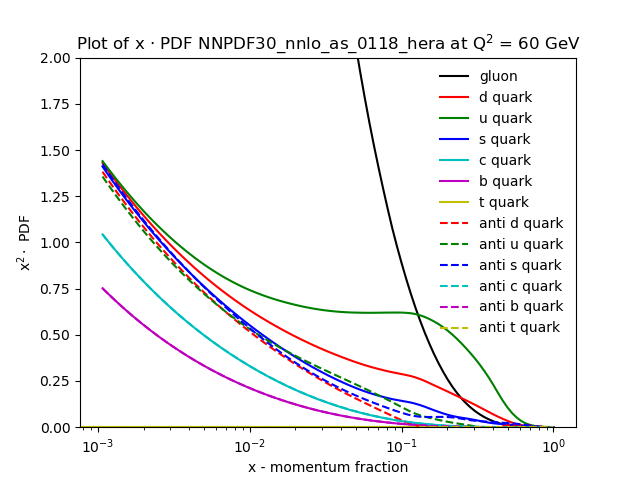 Plot of x · PDF NNPDF30_nnlo_as_0118_hera at Q² = 60 GeV
x² · PDF
2.00
1.75
1.50
1.25
1.00
0.75
0.50
0.25
0.00
gluon
d quark
u quark
s quark
c quark
b quark
t quark
anti d quark
anti u quark
anti s quark
anti c quark
anti b quark
anti t quark
10⁻³ 10⁻² 10⁻¹ 10⁰
x - momentum fraction